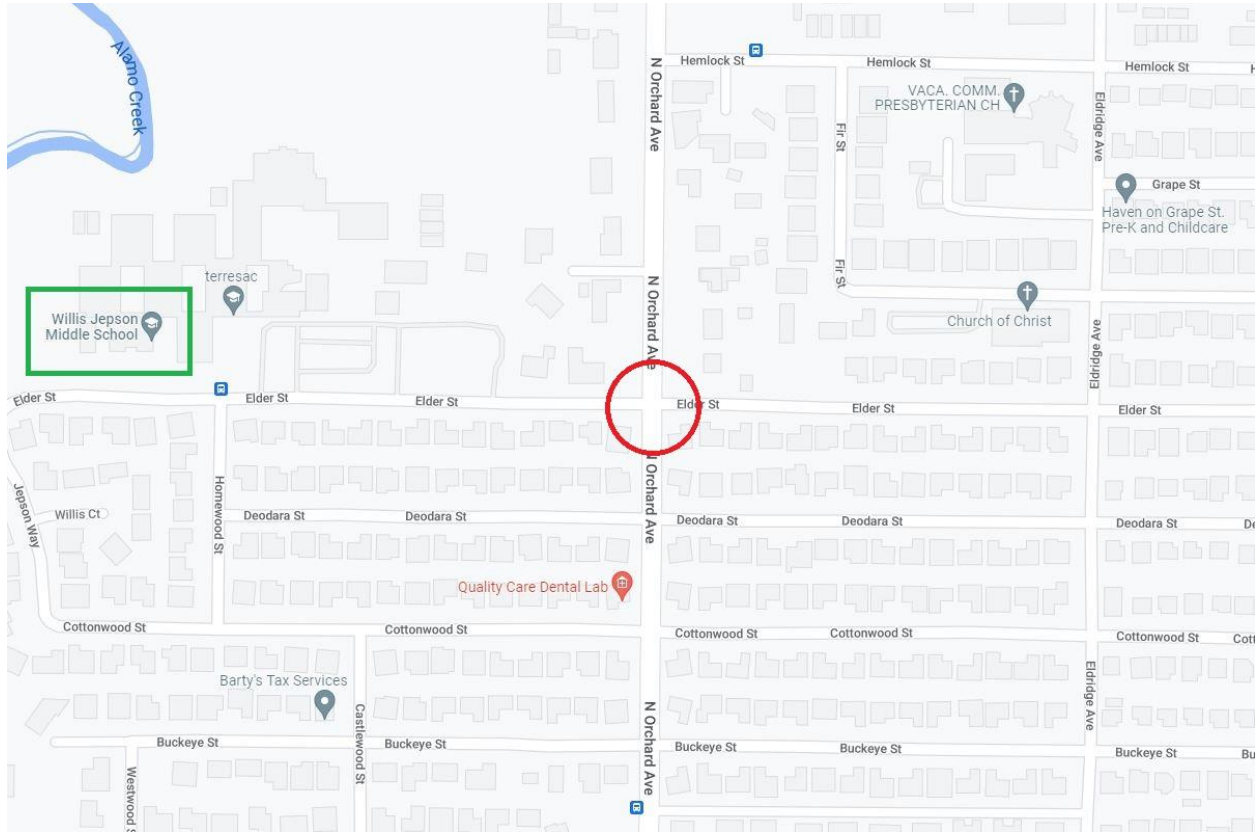 Alamo Creek
N Orchard Ave
Hemlock St
Hemlock St
Hemlock St
VACA. COMM.
PRESBYTERIAN CH
Eldridge Ave
Fir St
Grape St
Haven on Grape St.
Pre-K and Childcare
terresac
Fir St
N Orchard Ave
Willis Jepson
Middle School
Church of Christ
Eldridge Ave
Elder St
Elder St
Elder St
Elder St
Elder St
Elder St
N Orchard Ave
Jepson Way
Willis Ct
Homewood St
Deodara St
Deodara St
Deodara St
Deodara St
Deodara St
Quality Care Dental Lab
Cottonwood St
Cottonwood St
Cottonwood St
Cottonwood St
Cottonwood St
Barty's Tax Services
Eldridge Ave
Castlewood St
N Orchard Ave
Buckeye St
Buckeye St
Buckeye St
Buckeye St
Buckeye St
Westwood St